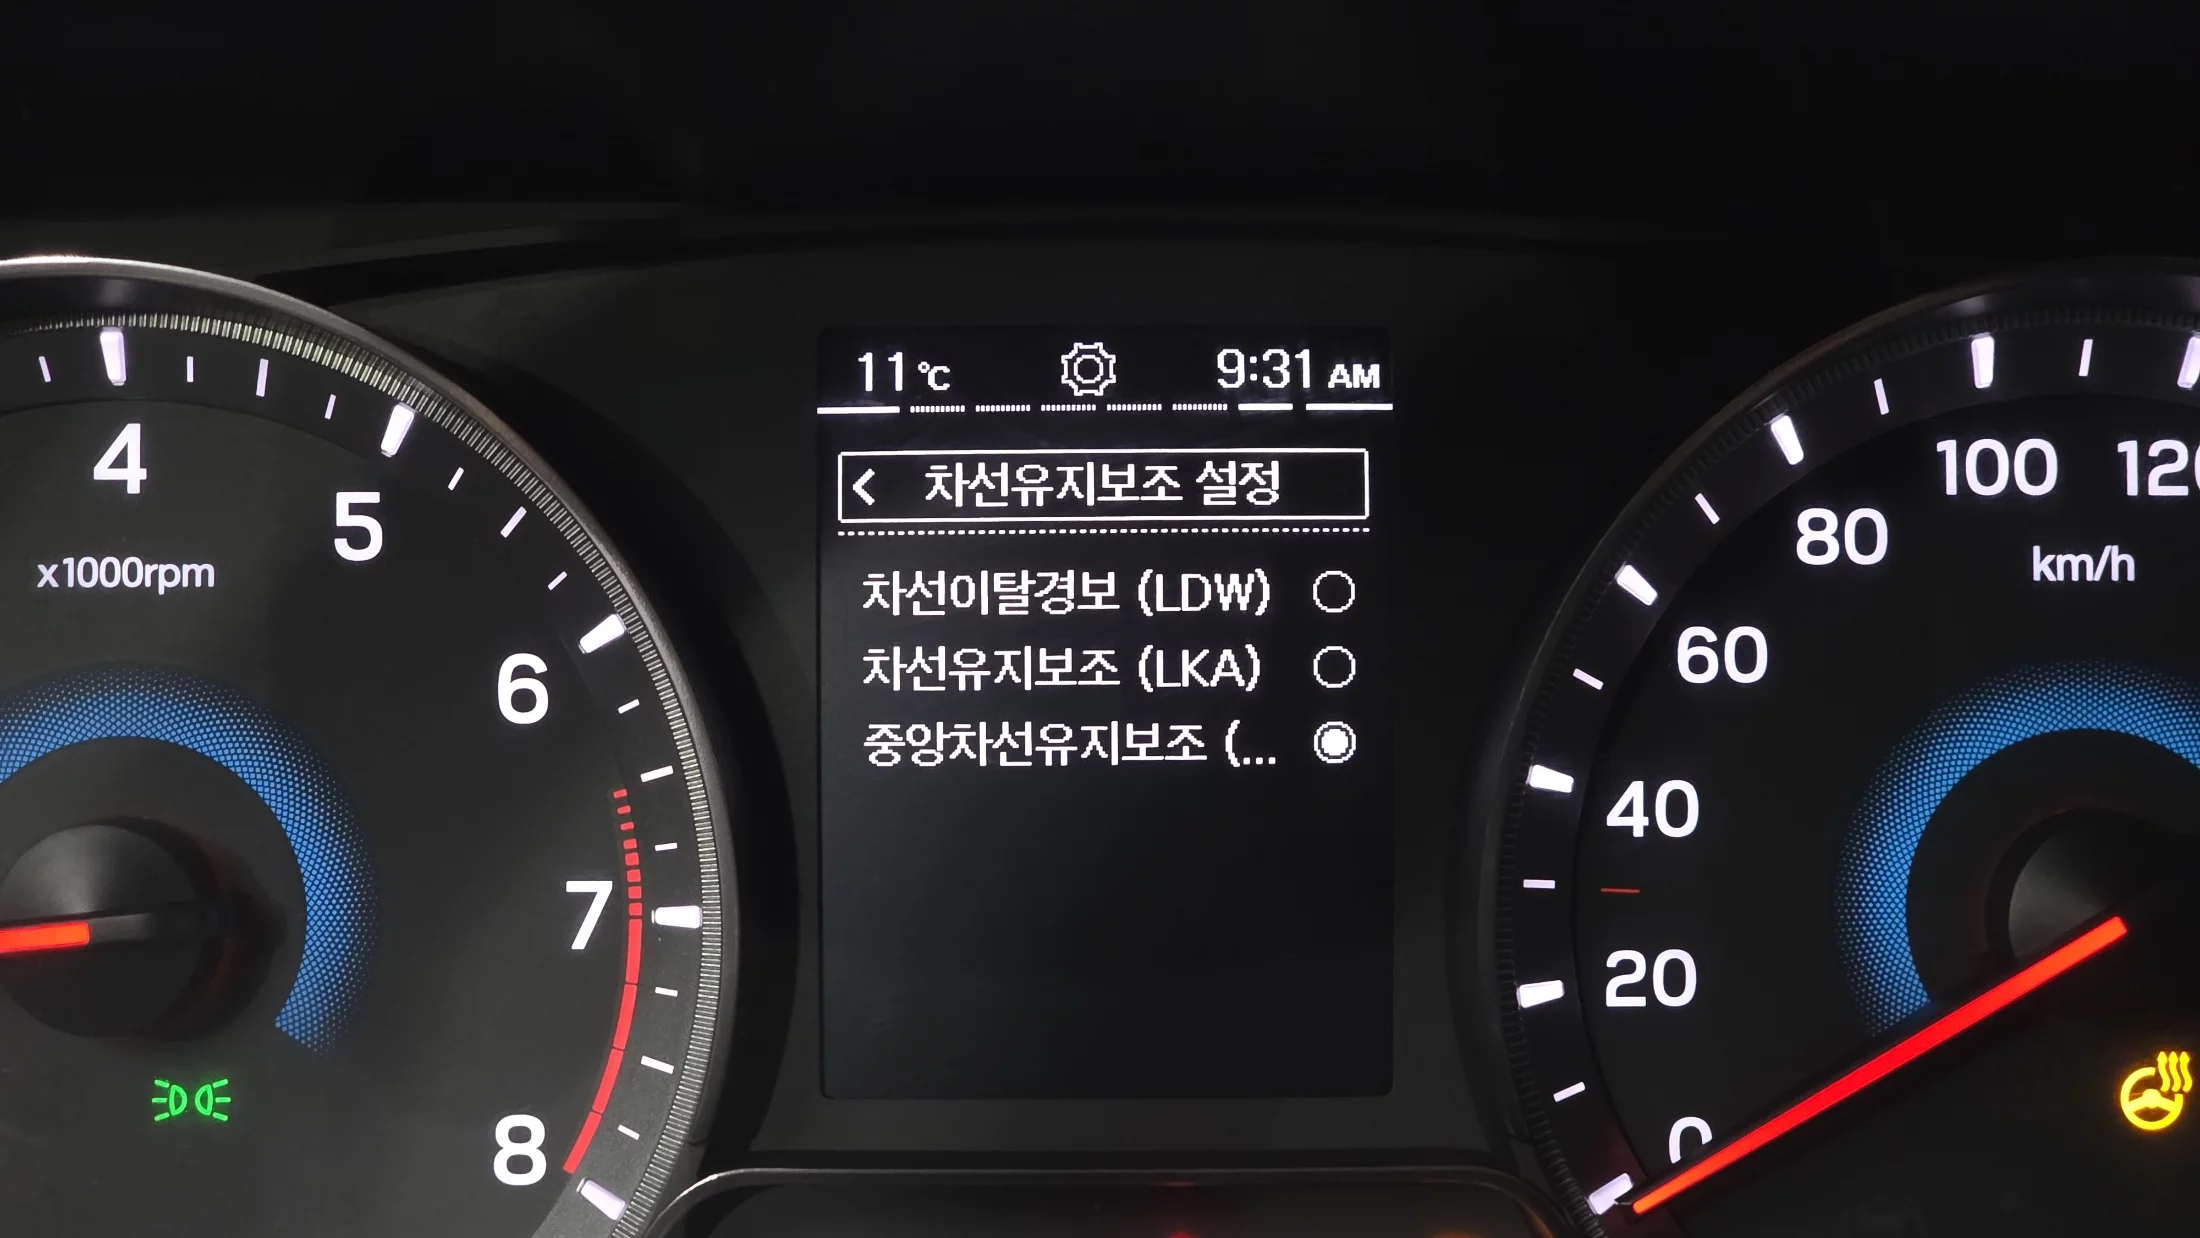 11 ℃ 9:31 AM
< 차선유지보조 설정
차선이탈경보 (LDW)
차선유지보조 (LKA)
중앙차선유지보조 (...
4
5
x1000rpm
6
7
8
100
120
80
km/h
60
40
20
0